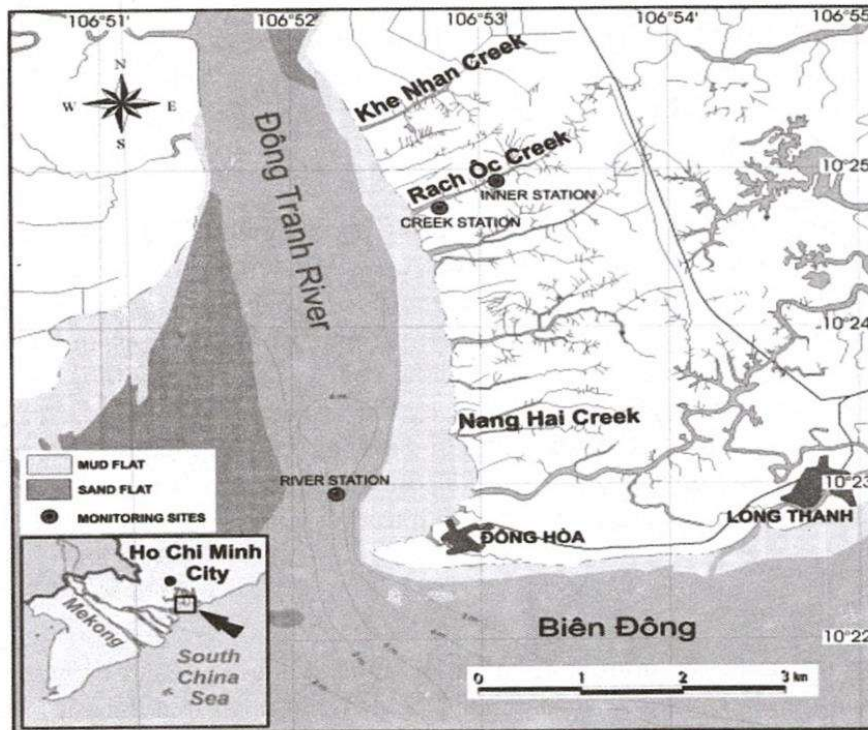 106°51'
106°52'
106°53'
106°54'
106°55'
N
W E
S
Khe Nhan Creek
Đông Tranh River
Rach Ôc Creek
10°25
INNER STATION
CREEK STATION
10°24
Nang Hai Creek
MUD FLAT
SAND FLAT
MONITORING SITES
RIVER STATION
10°23
LONG THANH
ĐÔNG HÒA
Ho Chi Minh
City
Mekong
South
China
Sea
Biên Đông
10°22
0 1 2 3 km